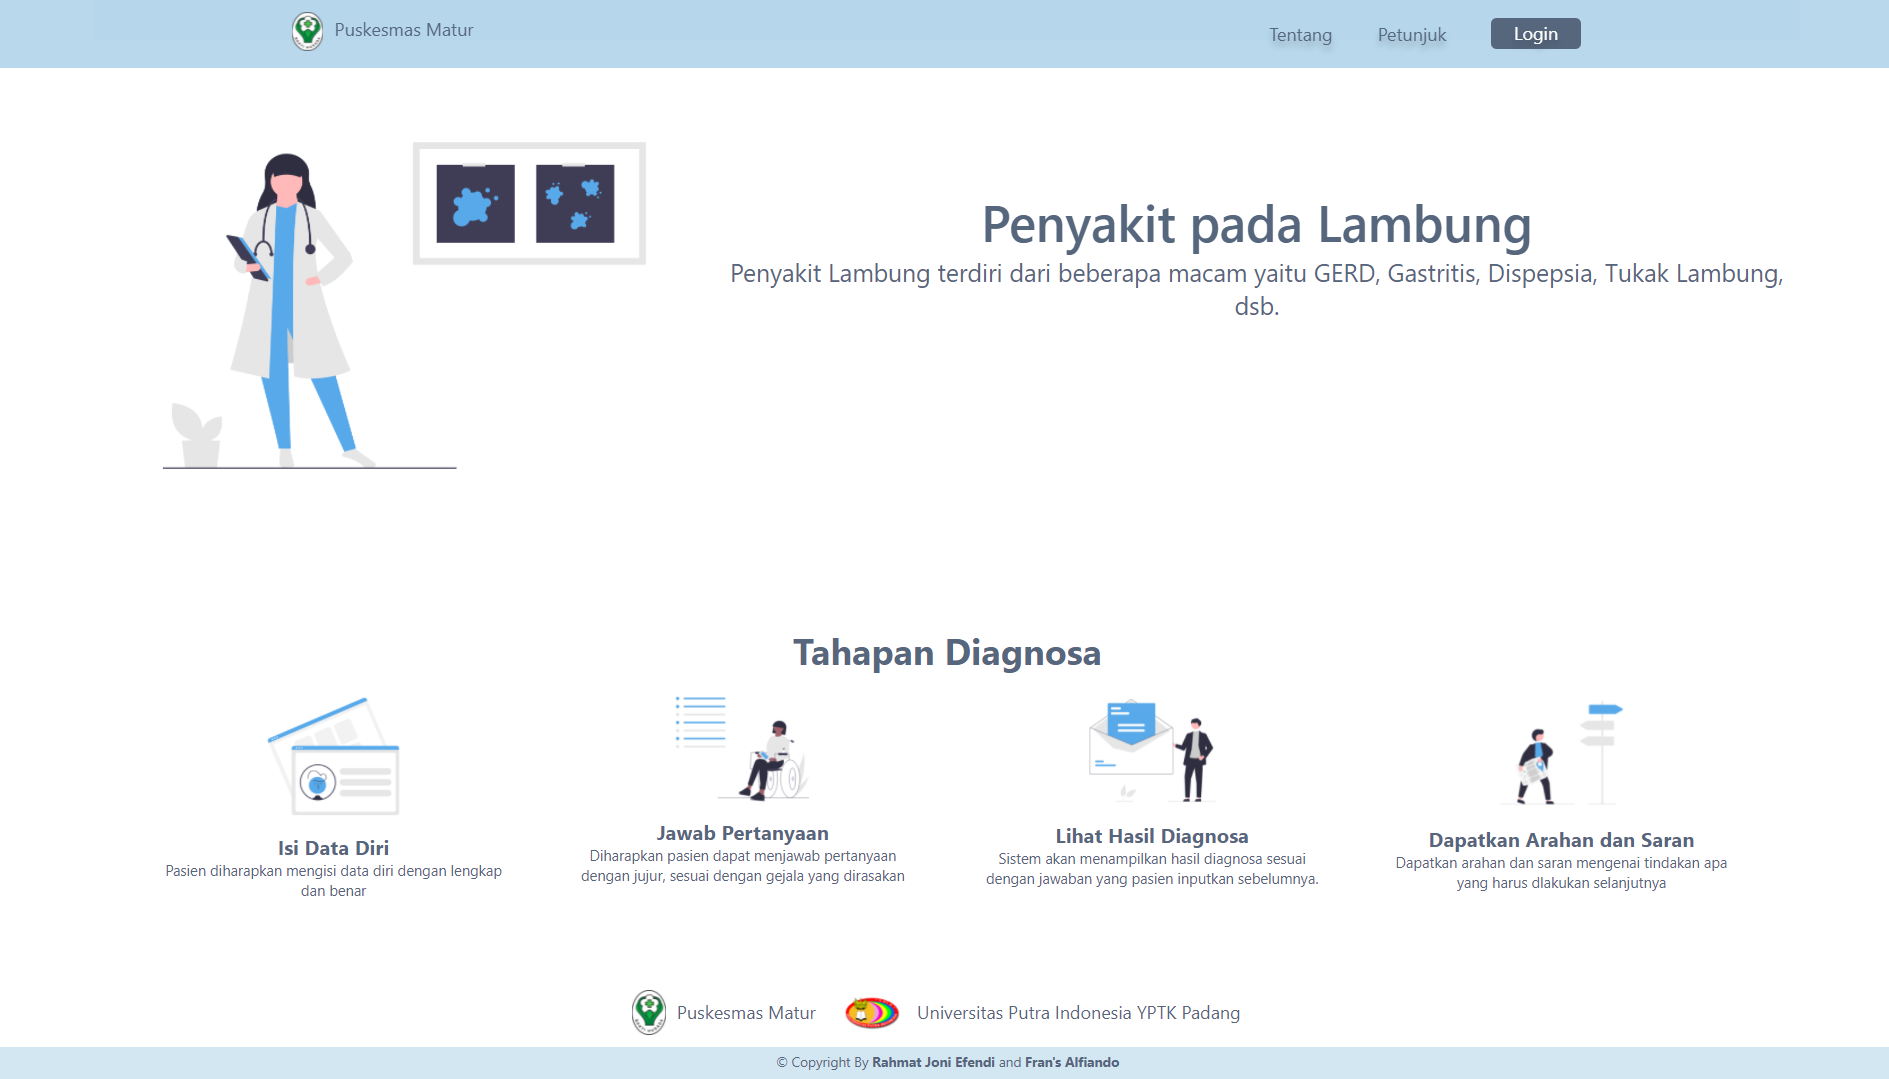 Puskesmas Matur
Tentang
Petunjuk
Login
Penyakit pada Lambung
Penyakit Lambung terdiri dari beberapa macam yaitu GERD, Gastritis, Dispepsia, Tukak Lambung,
dsb.
Tahapan Diagnosa
Isi Data Diri
Pasien diharapkan mengisi data diri dengan lengkap
dan benar
Jawab Pertanyaan
Diharapkan pasien dapat menjawab pertanyaan
dengan jujur, sesuai dengan gejala yang dirasakan
Lihat Hasil Diagnosa
Sistem akan menampilkan hasil diagnosa sesuai
dengan jawaban yang pasien inputkan sebelumnya.
Dapatkan Arahan dan Saran
Dapatkan arahan dan saran mengenai tindakan apa
yang harus dlakukan selanjutnya
Puskesmas Matur
Universitas Putra Indonesia YPTK Padang
© Copyright By Rahmat Joni Efendi and Fran's Alfiando